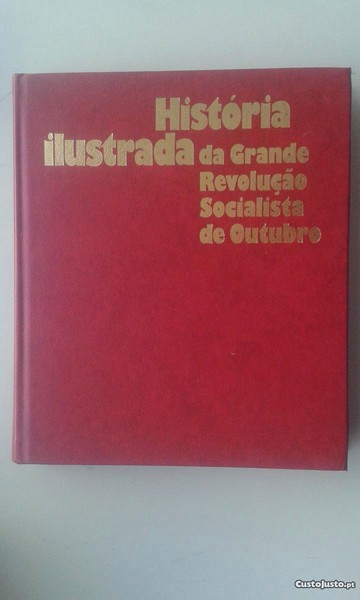 História
ilustrada da Grande
Revolução
Socialista
de Outubro
CustoJusto.pt